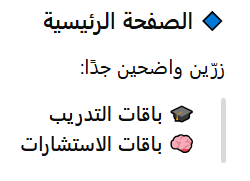 🔷 الصفحة الرئيسية
زرّين واضحين جدًا:
🎓 باقات التدريب
🧠 باقات الاستشارات